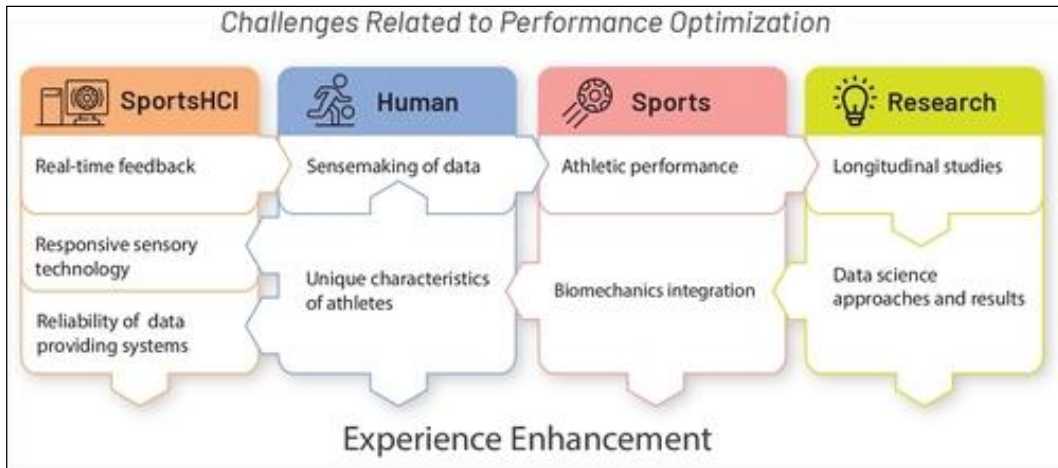 Challenges Related to Performance Optimization
SportsHCI
Real-time feedback
Responsive sensory
technology
Reliability of data
providing systems
Human
Sensemaking of data
Unique characteristics
of athletes
Sports
Athletic performance
Biomechanics integration
Research
Longitudinal studies
Data science
approaches and results
Experience Enhancement